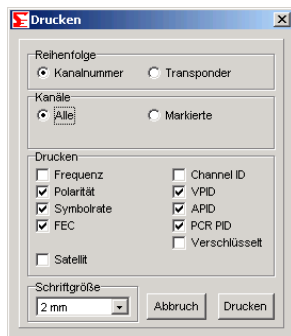 Drucken
Reihenfolge
Kanalnummer Transponder
Kanäle
Alle Markierte
Drucken
Frequenz Channel ID
Polarität VPID
Symbolrate APID
FEC PCR PID
Verschlüsselt
Satellit
Schriftgröße
2 mm Abbruch Drucken